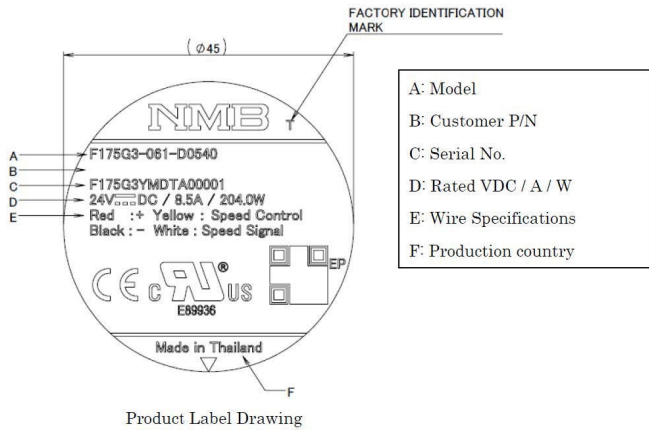 FACTORY IDENTIFICATION
MARK
(Ø45)
NMB
T
A
F175G3-061-D0540
B
C
F175G3YMDTA00001
D
24V DC / 8.5A / 204.0W
E
Red :+ Yellow : Speed Control
Black : - White : Speed Signal
EP
CE c RU ® US
E89936
Made in Thailand
F
A: Model
B: Customer P/N
C: Serial No.
D: Rated VDC / A / W
E: Wire Specifications
F: Production country
Product Label Drawing